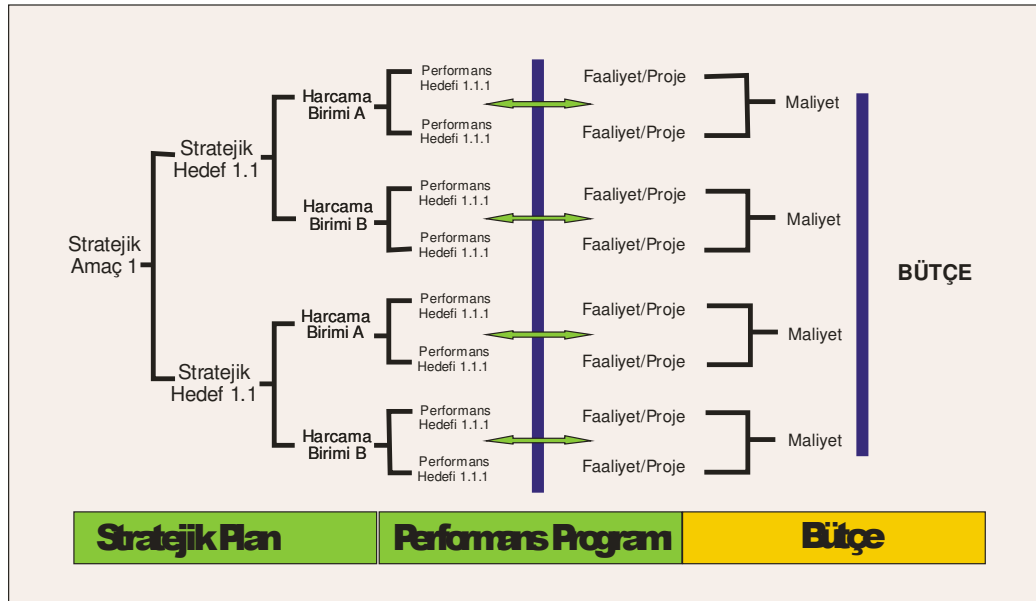 Stratejik
Amaç 1
Stratejik
Hedef 1.1
Stratejik
Hedef 1.1
Harcama
Birimi A
Harcama
Birimi B
Harcama
Birimi A
Harcama
Birimi B
Performans
Hedefi 1.1.1
Performans
Hedefi 1.1.1
Performans
Hedefi 1.1.1
Performans
Hedefi 1.1.1
Performans
Hedefi 1.1.1
Performans
Hedefi 1.1.1
Performans
Hedefi 1.1.1
Performans
Hedefi 1.1.1
Faaliyet/Proje
Faaliyet/Proje
Faaliyet/Proje
Faaliyet/Proje
Faaliyet/Proje
Faaliyet/Proje
Faaliyet/Proje
Faaliyet/Proje
Maliyet
Maliyet
Maliyet
Maliyet
BÜTÇE
Stratejik Plan
Performans Program
Bütçe